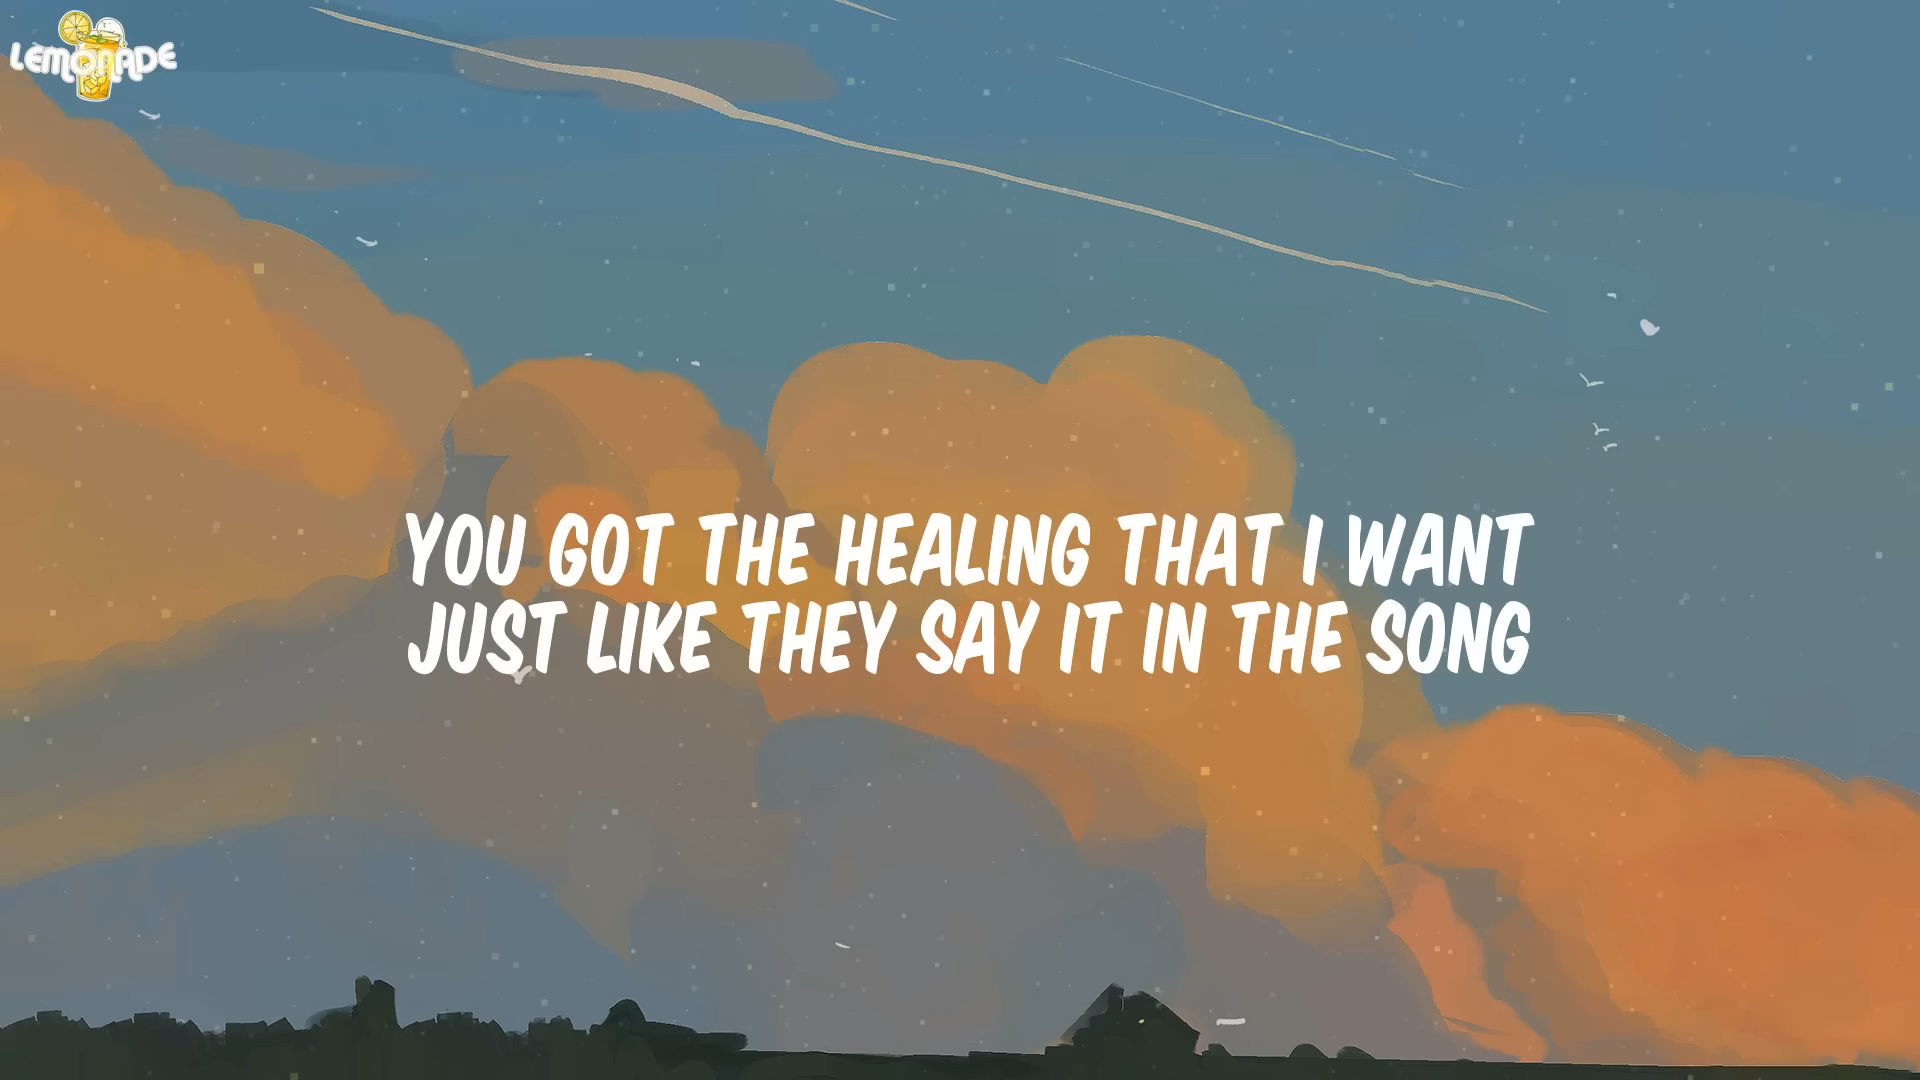 LEMONADE
YOU GOT THE HEALING THAT I WANT
JUST LIKE THEY SAY IT IN THE SONG